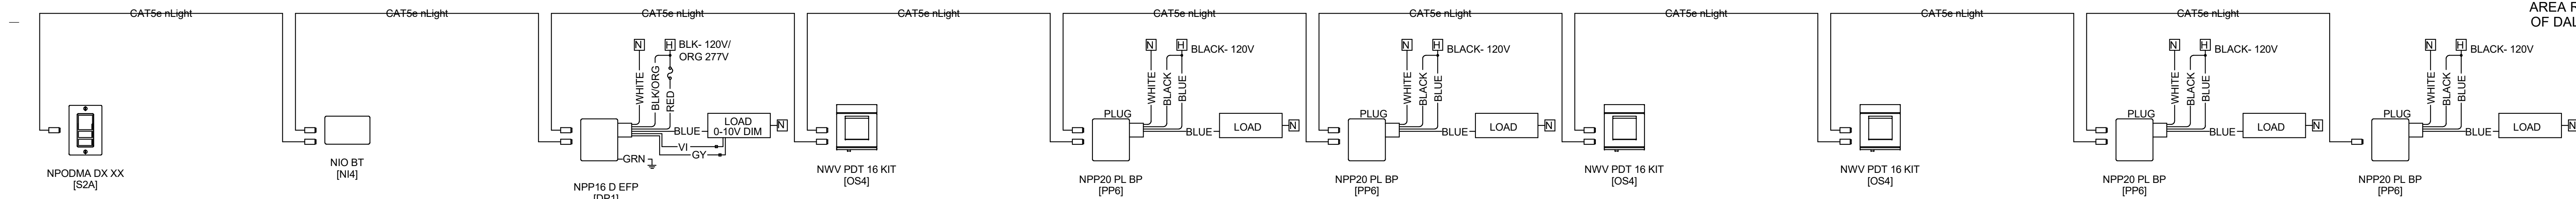 CAT5e nLight
CAT5e nLight
CAT5e nLight
CAT5e nLight
CAT5e nLight
CAT5e nLight
CAT5e nLight
CAT5e nLight
CAT5e nLight
AREA
OF
NPODMA DX XX
[S2A]
NIO BT
[NI4]
N
H
BLK- 120V/
ORG 277V
WHITE
BLK/ORG
RED
BLUE
LOAD
0-10V DIM
N
VI
GY
GRN
NPP16 D EFP
[DP1]
NWV PDT 16 KIT
[OS4]
N
H
BLACK- 120V
WHITE
BLACK
BLUE
PLUG
BLUE
LOAD
N
NPP20 PL BP
[PP6]
N
H
BLACK- 120V
WHITE
BLACK
BLUE
PLUG
BLUE
LOAD
N
NPP20 PL BP
[PP6]
NWV PDT 16 KIT
[OS4]
NWV PDT 16 KIT
[OS4]
N
H
BLACK- 120V
WHITE
BLACK
BLUE
PLUG
BLUE
LOAD
N
NPP20 PL BP
[PP6]
N
H
BLACK- 120V
WHITE
BLACK
BLUE
PLUG
BLUE
LOAD
N
NPP20 PL BP
[PP6]